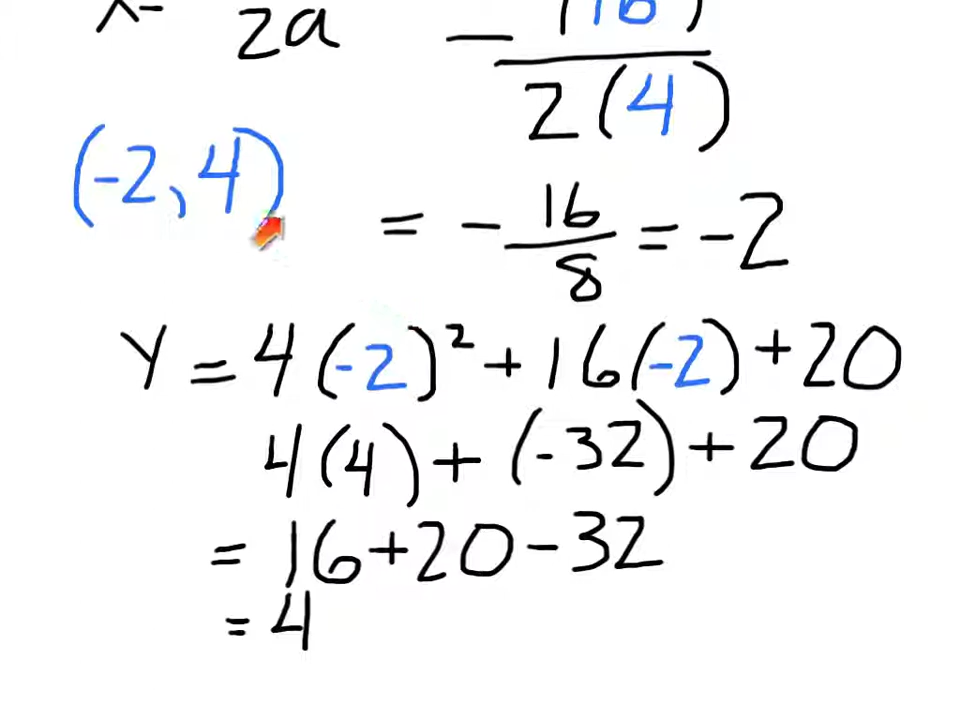 x= 2a - (16)
2(4)
(-2,4)
= - 16/8 = -2
y = 4(-2)² + 16(-2) + 20
4(4) + (-32) + 20
= 16+20-32
= 4